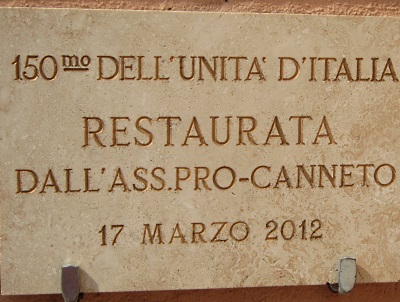 150mo DELL'UNITA' D'ITALIA
RESTAURATA
DALL'ASS.PRO-CANNETO
17 MARZO 2012